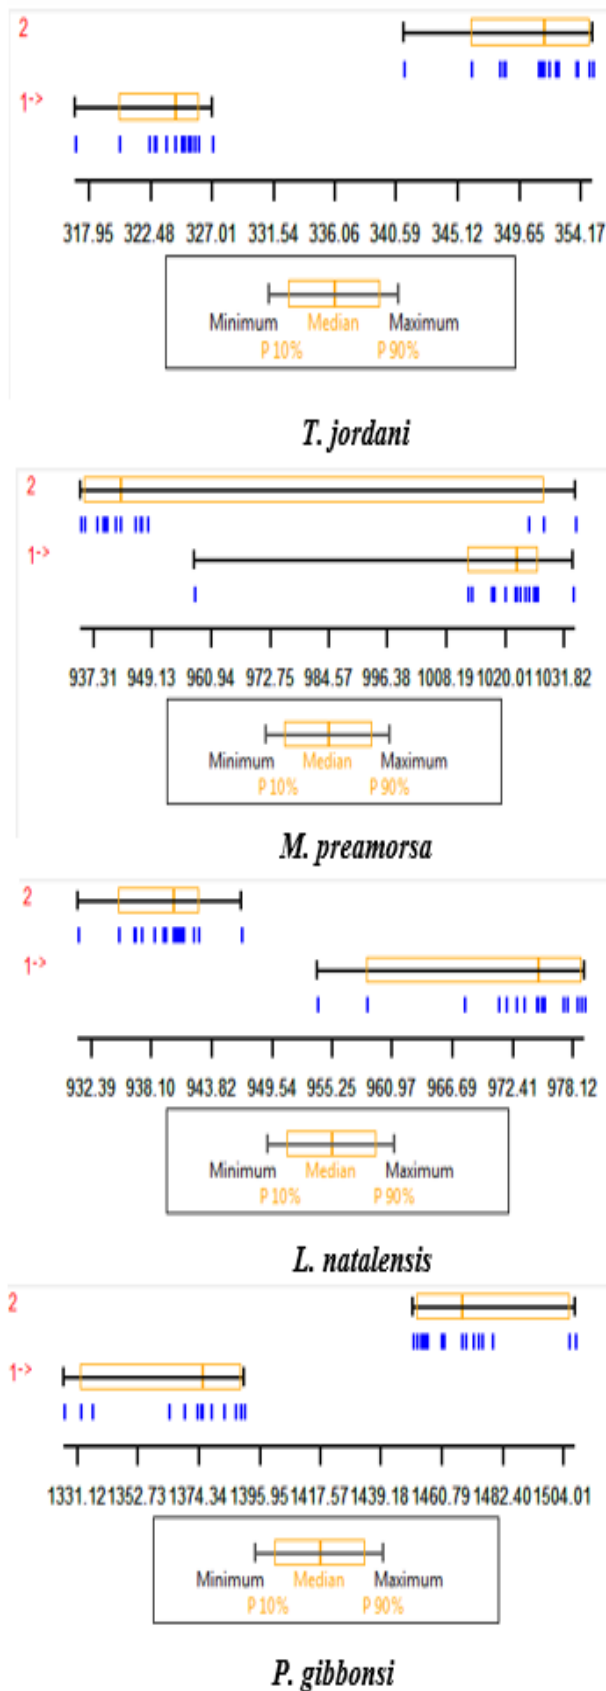 2
1->
317.95 322.48 327.01 331.54 336.06 340.59 345.12 349.65 354.17
Minimum Median Maximum
P 10% P 90%
T. jordani
2
1->
937.31 949.13 960.94 972.75 984.57 996.38 1008.19 1020.01 1031.82
Minimum Median Maximum
P 10% P 90%
M. preamorsa
2
1->
932.39 938.10 943.82 949.54 955.25 960.97 966.69 972.41 978.12
Minimum Median Maximum
P 10% P 90%
L. natalensis
2
1->
1331.12 1352.73 1374.34 1395.95 1417.57 1439.18 1460.79 1482.40 1504.01
Minimum Median Maximum
P 10% P 90%
P. gibbonsi